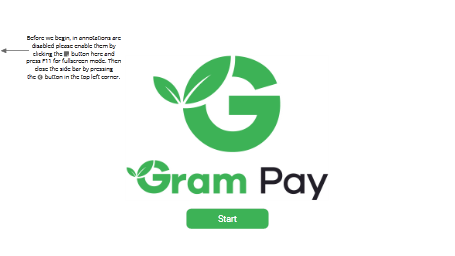 Before we begin, in annotations are
disabled please enable them by
clicking the button here and
press F11 for fullscreen mode. Then
close the side bar by pressing
the button in the top left corner.
Gram Pay
Start